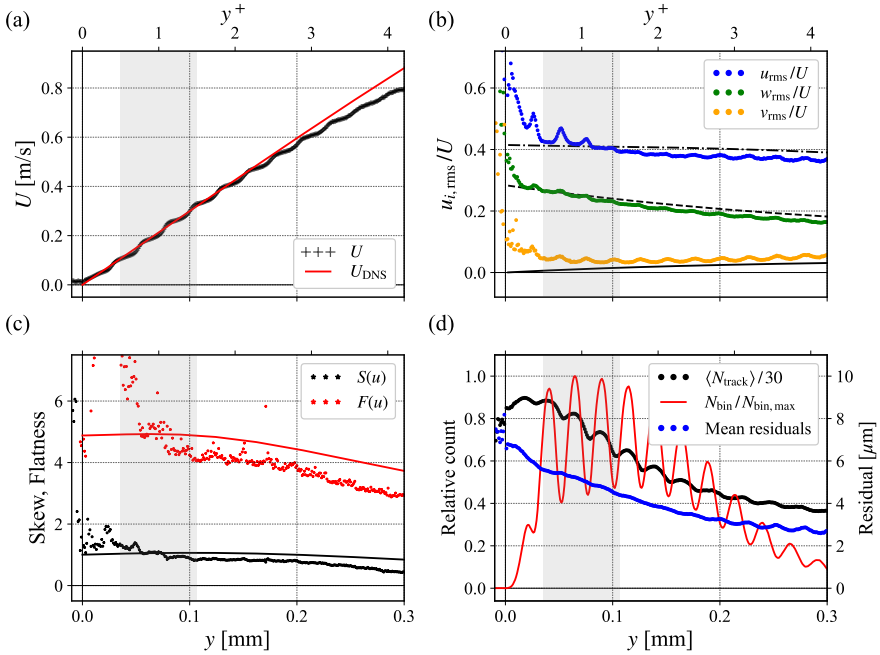 (a)
y⁺
0 1 2 3 4
0.8
0.6
0.4
0.2
0.0
U [m/s]
+++ U
U_DNS
(b)
y⁺
0 1 2 3 4
0.6
0.4
0.2
0.0
u_{i,rms}/U
u_rms/U
w_rms/U
v_rms/U
(c)
6
4
2
0
Skew, Flatness
S(u)
F(u)
0.0 0.1 0.2 0.3
y [mm]
(d)
1.0
0.8
0.6
0.4
0.2
0.0
Relative count
⟨N_track⟩/30
N_bin/N_{bin,max}
Mean residuals
10
8
6
4
2
0
Residual [μm]
0.0 0.1 0.2 0.3
y [mm]